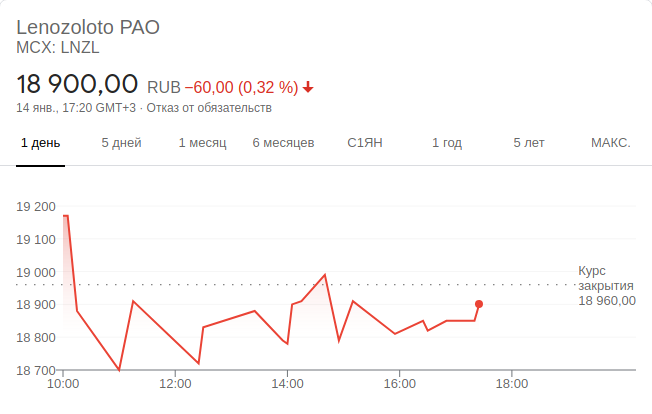 Lenozoloto PAO
MCX: LNZL
18 900,00 RUB −60,00 (0,32 %)
14 янв., 17:20 GMT+3 · Отказ от обязательств
1 день 5 дней 1 месяц 6 месяцев С1ЯН 1 год 5 лет МАКС.
19 200
19 100
19 000
18 900
18 800
18 700
Курс
закрытия
18 960,00
10:00 12:00 14:00 16:00 18:00